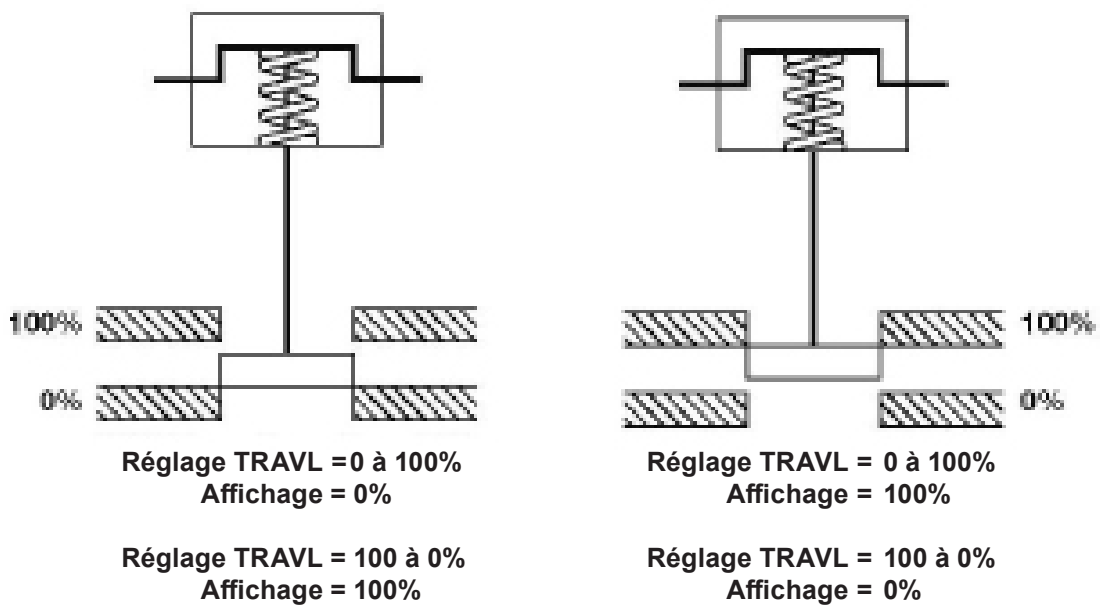 100%
0%
Réglage TRAVL =0 à 100%
Affichage = 0%
Réglage TRAVL = 100 à 0%
Affichage = 100%
100%
0%
Réglage TRAVL = 0 à 100%
Affichage = 100%
Réglage TRAVL = 100 à 0%
Affichage = 0%